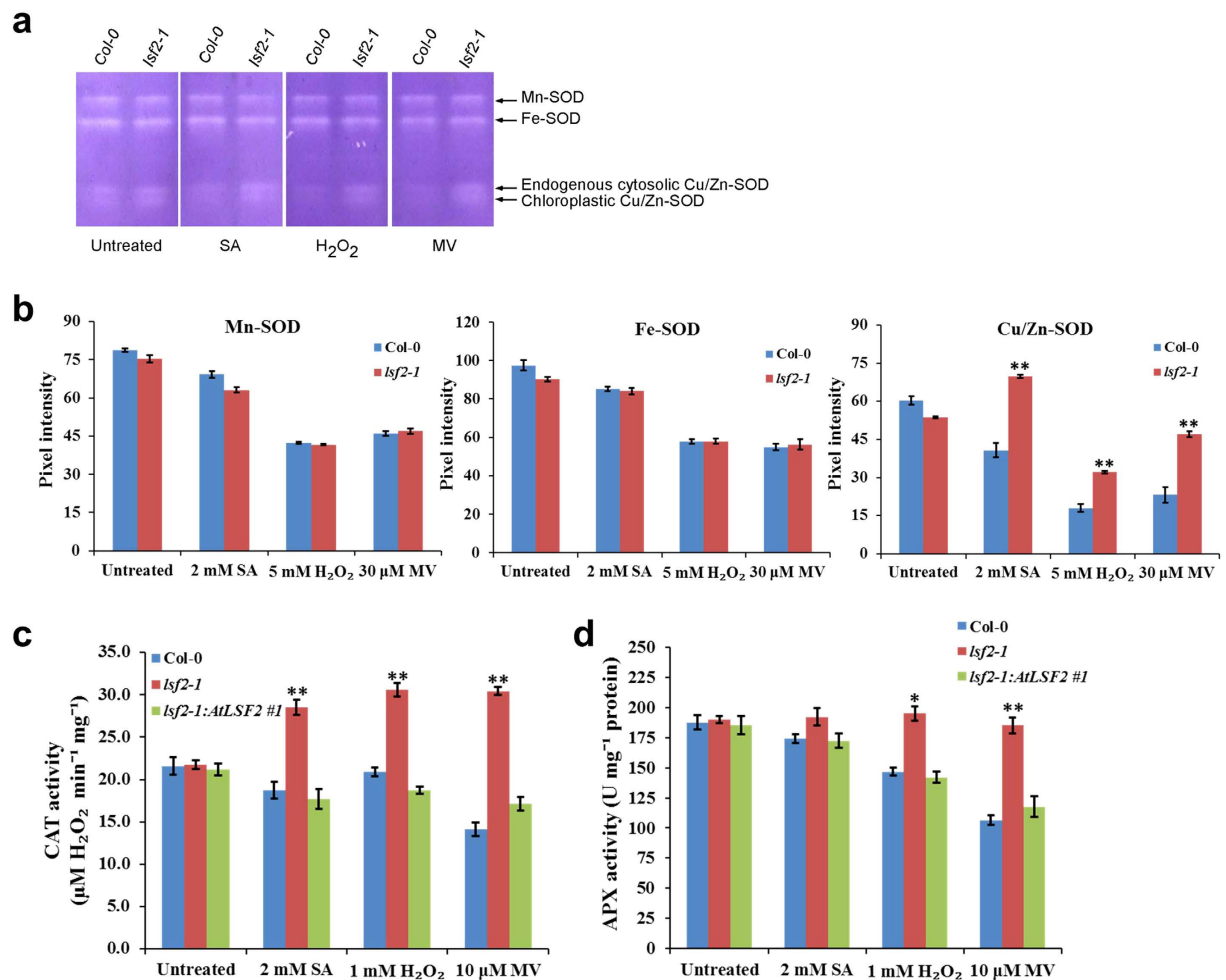 a
Col-0
lsf2-1
Col-0
lsf2-1
Col-0
lsf2-1
Col-0
lsf2-1
Mn-SOD
Fe-SOD
Endogenous cytosolic Cu/Zn-SOD
Chloroplastic Cu/Zn-SOD
Untreated
SA
H₂O₂
MV
b
Mn-SOD
Col-0
lsf2-1
Pixel intensity
90
75
60
45
30
15
0
Untreated
2 mM SA
5 mM H₂O₂
30 μM MV
Fe-SOD
Col-0
lsf2-1
Pixel intensity
120
100
80
60
40
20
0
Untreated
2 mM SA
5 mM H₂O₂
30 μM MV
Cu/Zn-SOD
Col-0
lsf2-1
Pixel intensity
90
75
60
45
30
15
0
**
**
**
Untreated
2 mM SA
5 mM H₂O₂
30 μM MV
c
Col-0
lsf2-1
lsf2-1:AtLSF2 #1
CAT activity
(μM H₂O₂ min⁻¹ mg⁻¹)
35.0
30.0
25.0
20.0
15.0
10.0
5.0
0.0
**
**
**
Untreated
2 mM SA
1 mM H₂O₂
10 μM MV
d
Col-0
lsf2-1
lsf2-1:AtLSF2 #1
APX activity (U mg⁻¹ protein)
250
225
200
175
150
125
100
75
50
25
0
*
**
Untreated
2 mM SA
1 mM H₂O₂
10 μM MV